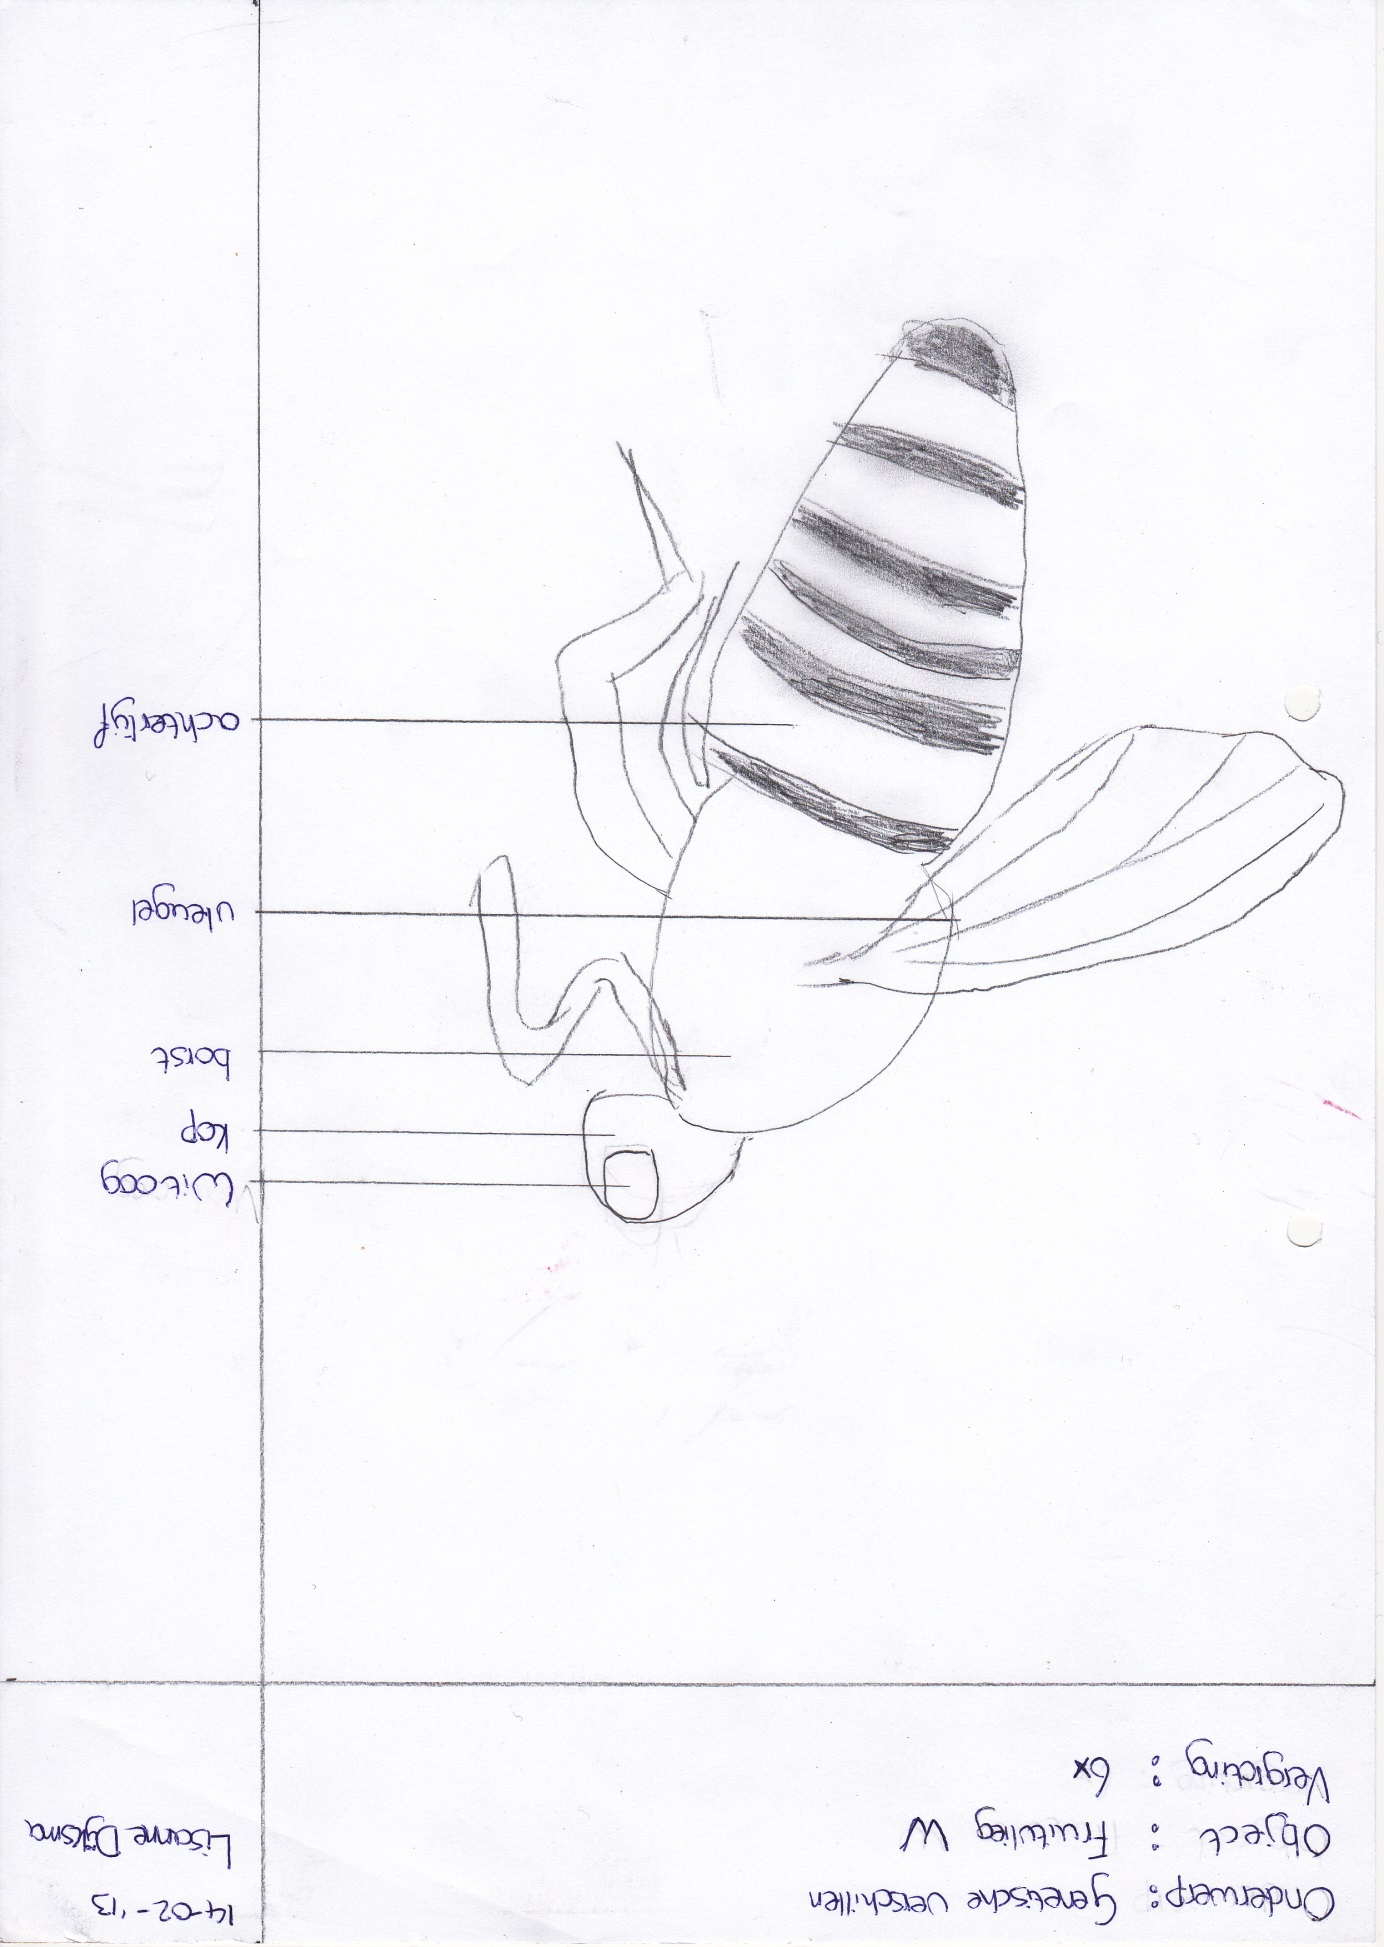 Onderwerp: Genetische verschillen
Object : Fruitvlieg W
Vergroting : 6x
14-02-'13
Lisanne Dijksma
Wit oog
kop
borst
vleugel
achterlijf